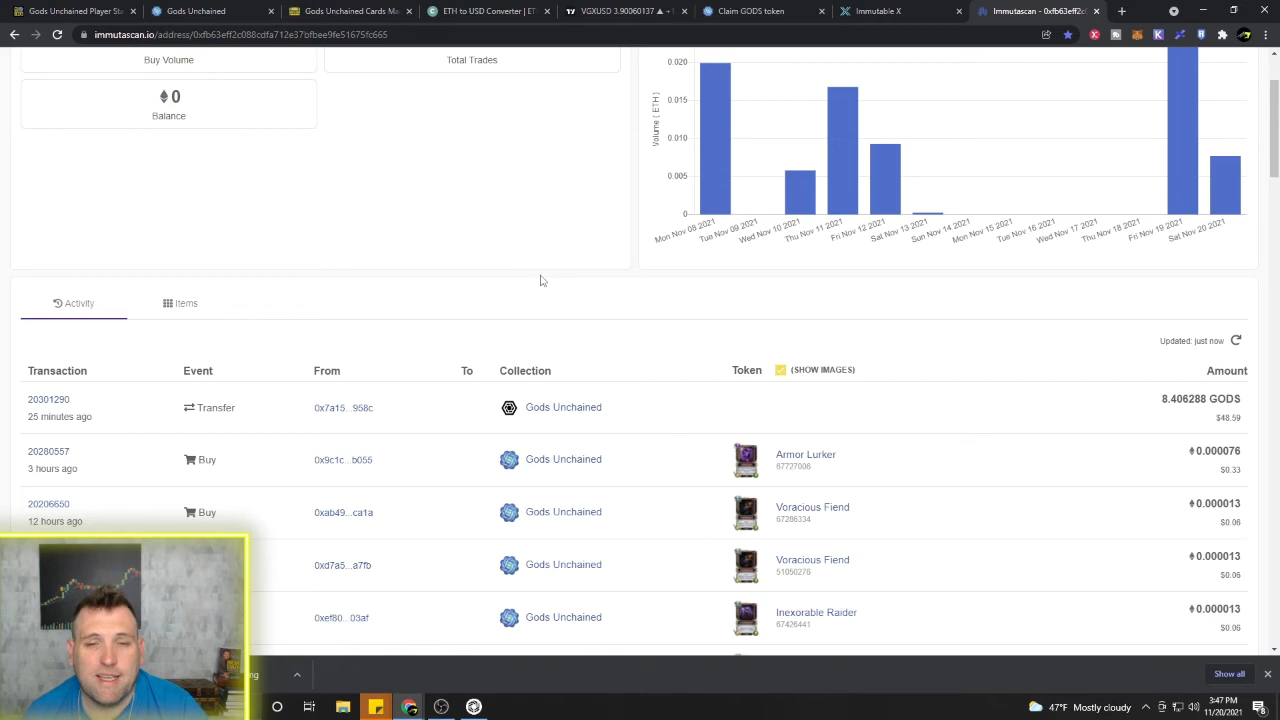 Gods Unchained Player Sta
Gods Unchained Cards Ma
ETH to USD Converter | ETH
VGXUSD 3.90060137 ▲ +1
Claim GODS token
Immutable X
Immutascan - 0xfb63eff2c0
immutascan.io/address/0xfb63eff2c088cdfa712e37bfbee9fe51675fc665
Buy Volume
Total Trades
0
Balance
Volume ( ETH )
0.020
0.015
0.010
0.005
0
Mon Nov 08 2021
Tue Nov 09 2021
Wed Nov 10 2021
Thu Nov 11 2021
Fri Nov 12 2021
Sat Nov 13 2021
Sun Nov 14 2021
Mon Nov 15 2021
Tue Nov 16 2021
Wed Nov 17 2021
Thu Nov 18 2021
Fri Nov 19 2021
Sat Nov 20 2021
Activity
Items
Updated: just now
Transaction Event From To Collection Token (SHOW IMAGES) Amount
20301290 Transfer 0x7a15...958c Gods Unchained 8.406288 GODS
25 minutes ago $48.59
20280557 Buy 0x9c1c...b055 Gods Unchained Armor Lurker 0.000076
3 hours ago 67727006 $0.33
20206650 Buy 0xab49...ca1a Gods Unchained Voracious Fiend 0.000013
12 hours ago 67286334 $0.06
0xd7a5...a7fb Gods Unchained Voracious Fiend 0.000013
51050276 $0.06
0xef80...03af Gods Unchained Inexorable Raider 0.000013
67426441 $0.06
Show all
47°F Mostly cloudy
3:47 PM
11/20/2021